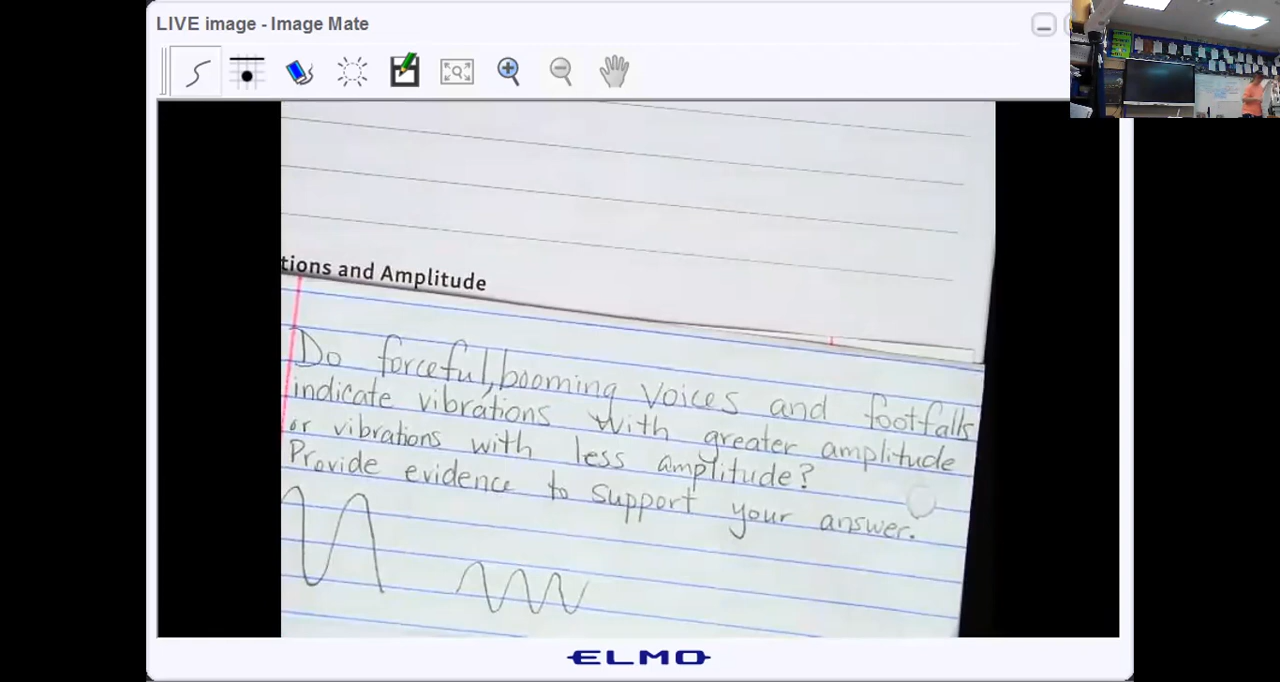 LIVE image - Image Mate
tions and Amplitude
Do forceful, booming voices and footfalls
indicate vibrations with greater amplitude
or vibrations with less amplitude?
Provide evidence to support your answer.
ELMO